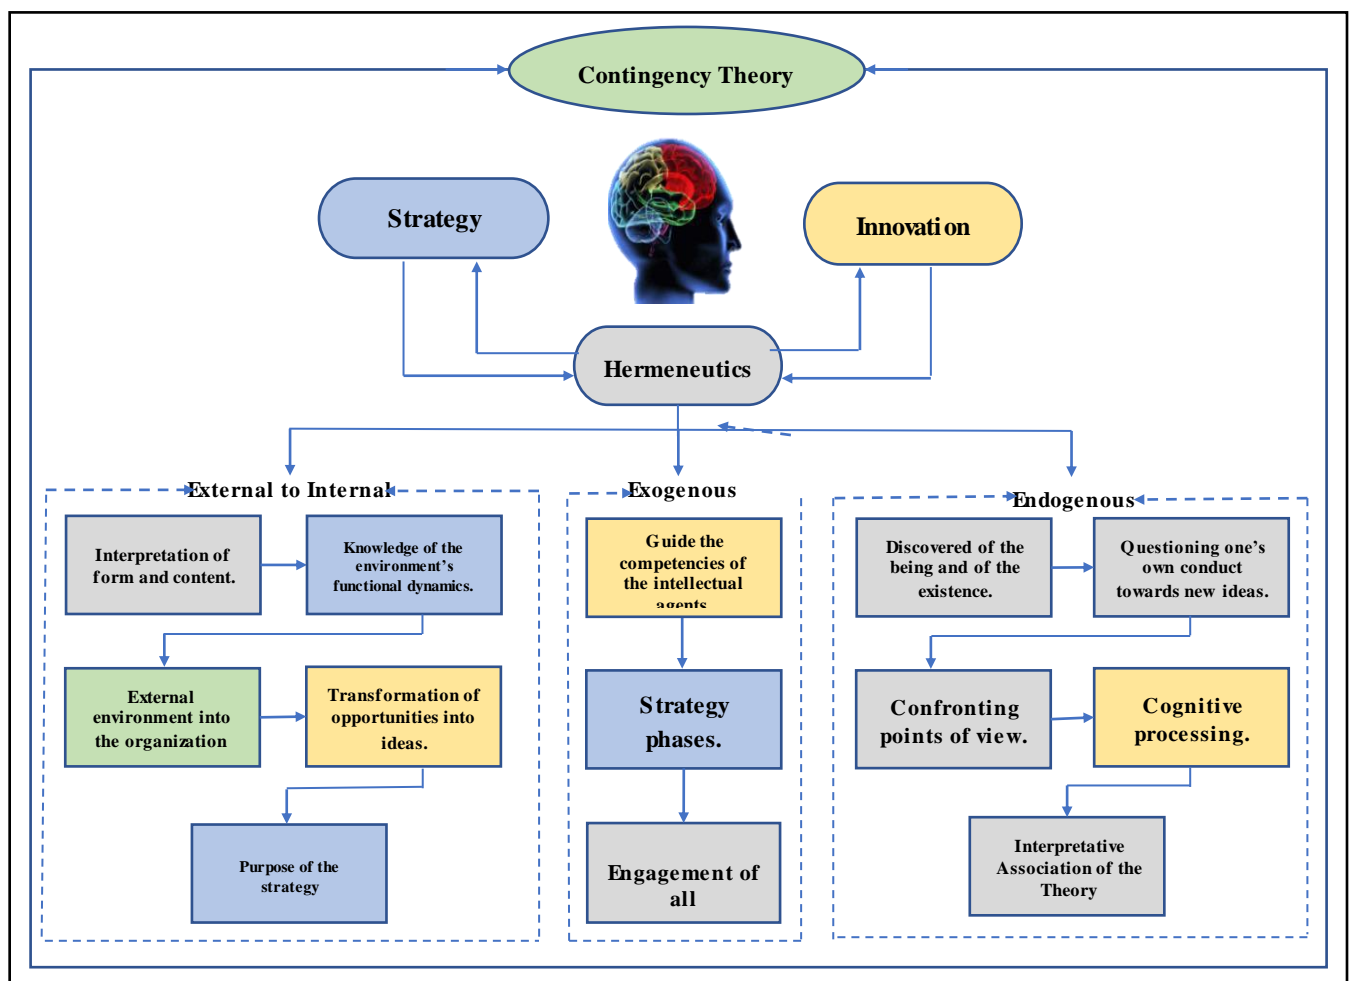 Contingency Theory
Strategy
Innovation
Hermeneutics
External to Internal
Interpretation of
form and content.
Knowledge of the
environment's
functional dynamics.
External
environment into
the organization
Transformation of
opportunities into
ideas.
Purpose of the
strategy
Exogenous
Guide the
competencies of
the intellectual
agents
Strategy
phases.
Engagement of
all
Endogenous
Discovered of the
being and of the
existence.
Questioning one's
own conduct
towards new ideas.
Confronting
points of view.
Cognitive
processing.
Interpretative
Association of the
Theory